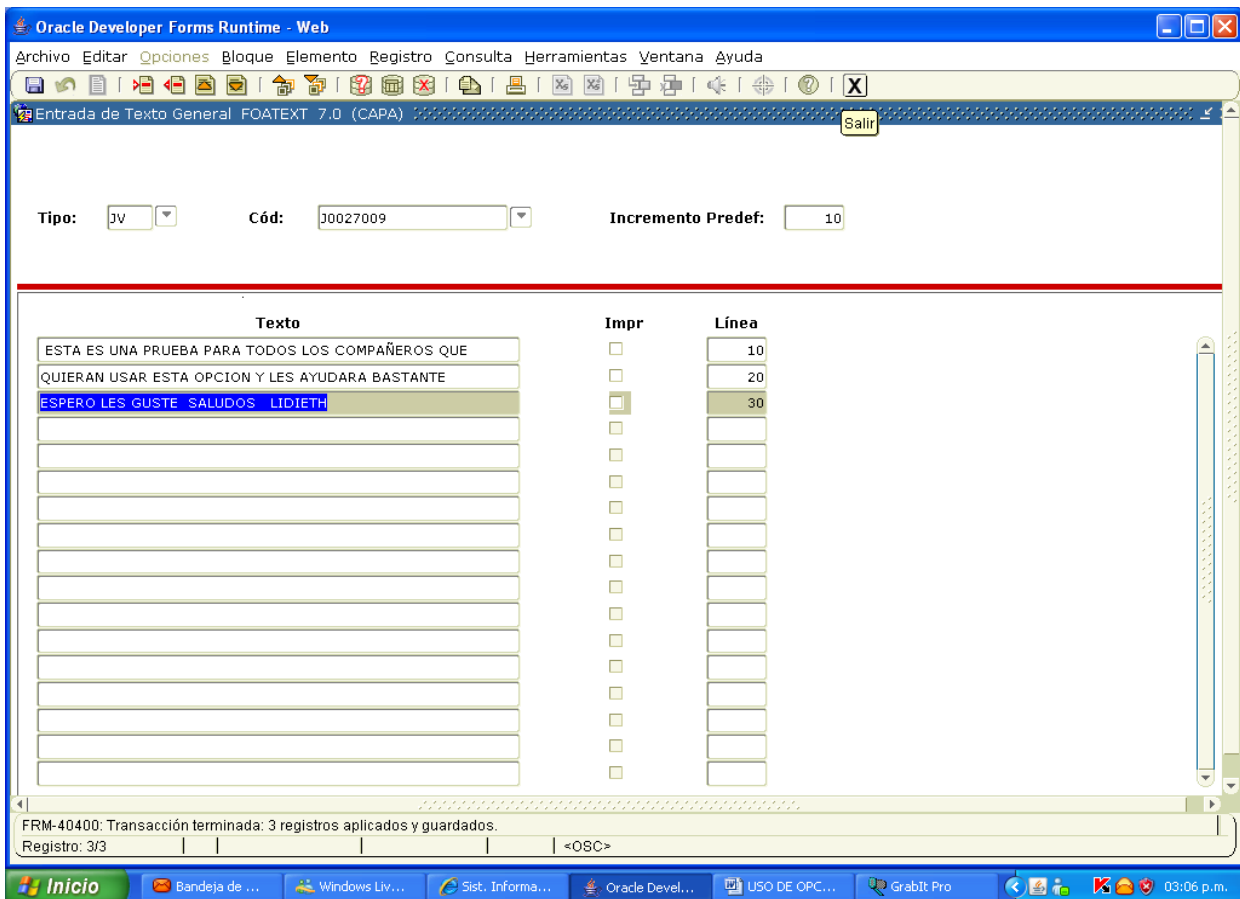 Oracle Developer Forms Runtime - Web
Archivo Editar Opciones Bloque Elemento Registro Consulta Herramientas Ventana Ayuda
X
Entrada de Texto General FOATEXT 7.0 (CAPA)
Salir
Tipo: JV Cód: J0027009 Incremento Predef: 10
Texto Impr Línea
ESTA ES UNA PRUEBA PARA TODOS LOS COMPAÑEROS QUE 10
QUIERAN USAR ESTA OPCION Y LES AYUDARA BASTANTE 20
ESPERO LES GUSTE SALUDOS LIDIETH 30
FRM-40400: Transacción terminada: 3 registros aplicados y guardados.
Registro: 3/3 <OSC>
Inicio Bandeja de ... Windows Liv... Sist. Informa... Oracle Devel... USO DE OPC... GrabIt Pro 03:06 p.m.